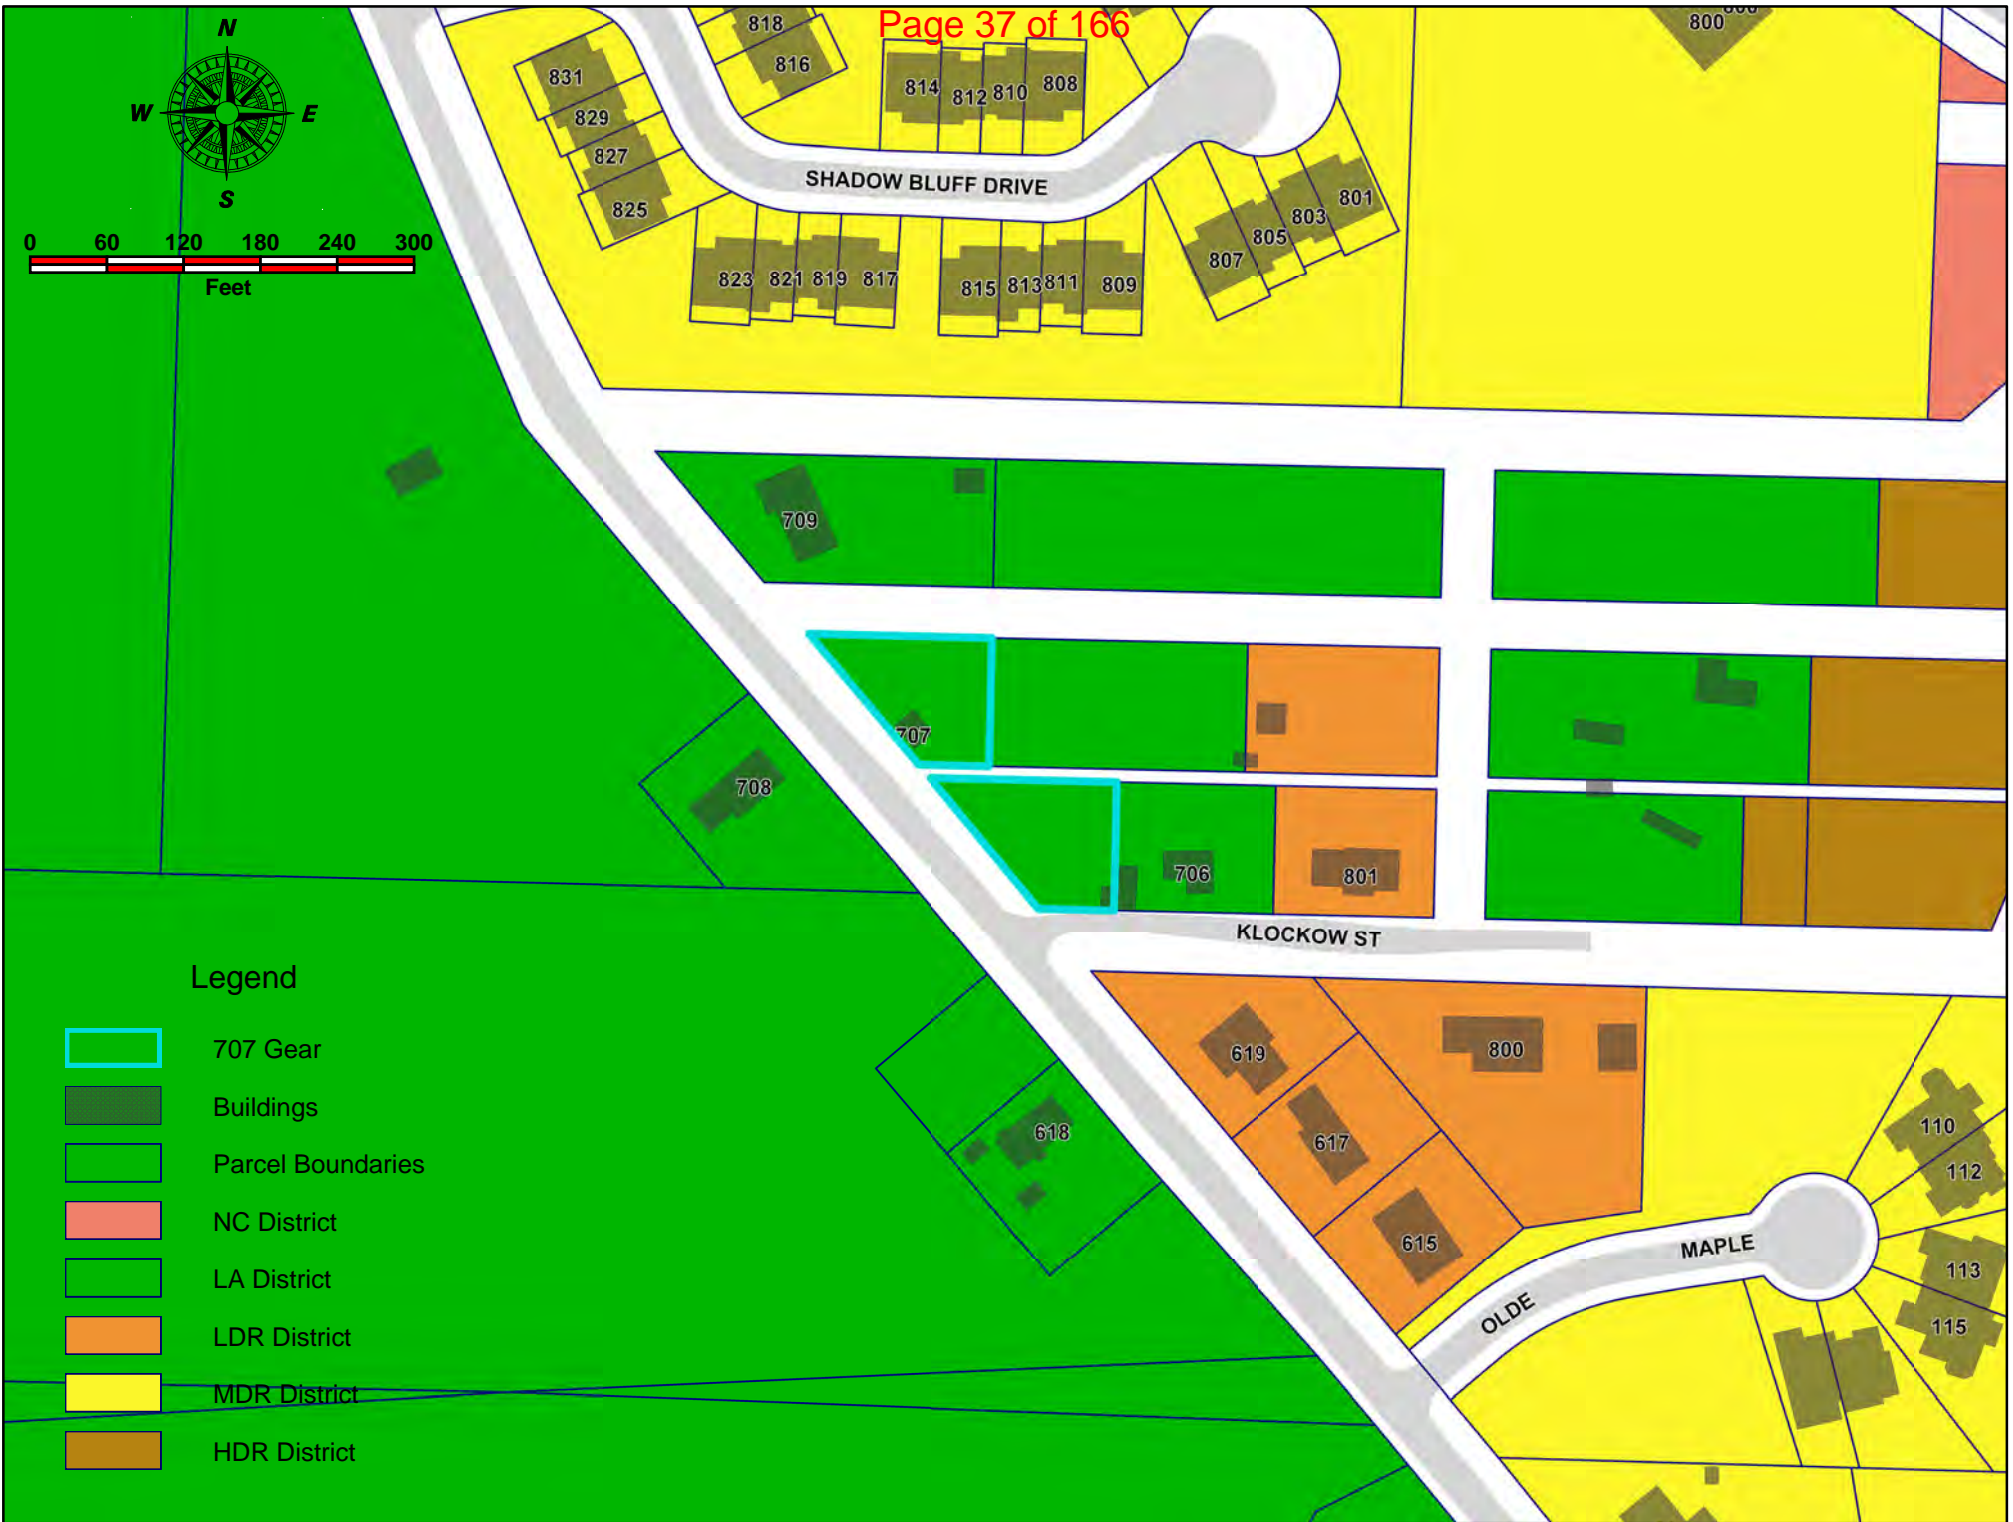 Page 37 of 166
N
W E
S
0 60 120 180 240 300
Feet
818
816
831
829
827
825
814 812 810 808
800
SHADOW BLUFF DRIVE
801
803
805
807
823 821 819 817
815 813 811 809
709
707
708
706
801
KLOCKOW ST
619
800
617
615
618
110
112
113
115
OLDE MAPLE
Legend
707 Gear
Buildings
Parcel Boundaries
NC District
LA District
LDR District
MDR District
HDR District